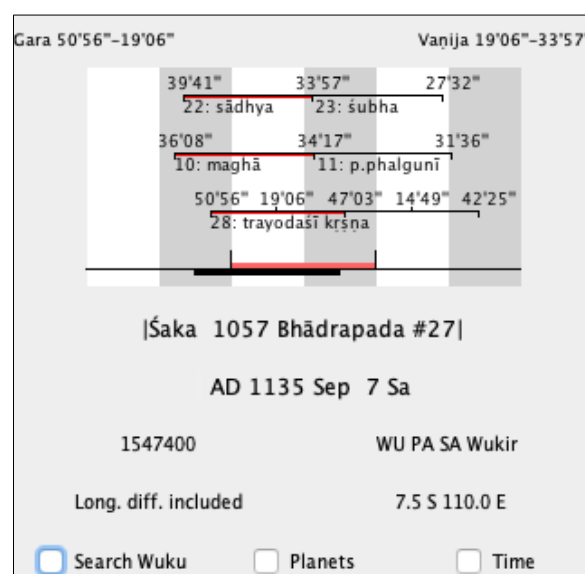 Gara 50'56"–19'06" Vaṇija 19'06"–33'57"
39'41" 33'57" 27'32"
22: sādhya 23: śubha
36'08" 34'17" 31'36"
10: maghā 11: p.phalgunī
50'56" 19'06" 47'03" 14'49" 42'25"
28: trayodaśī kṛṣṇa
|Śaka 1057 Bhādrapada #27|
AD 1135 Sep 7 Sa
1547400 WU PA SA Wukir
Long. diff. included 7.5 S 110.0 E
Search Wuku Planets Time